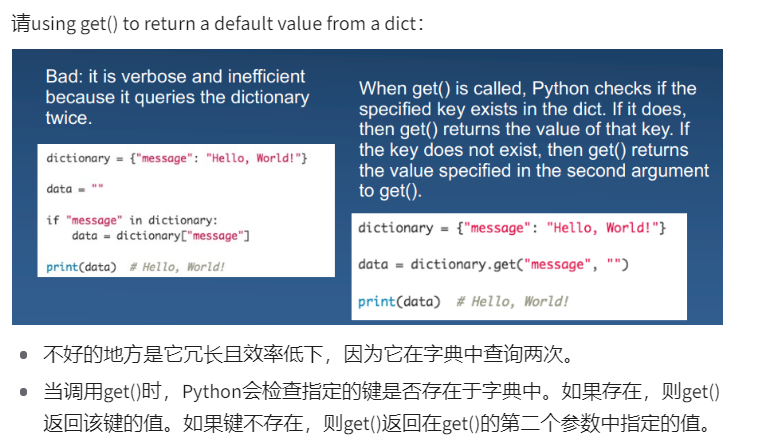 请using get() to return a default value from a dict：
Bad: it is verbose and inefficient
because it queries the dictionary
twice.
dictionary = {"message": "Hello, World!"}
data = ""
if "message" in dictionary:
    data = dictionary["message"]
print(data)  # Hello, World!
When get() is called, Python checks if the
specified key exists in the dict. If it does,
then get() returns the value of that key. If
the key does not exist, then get() returns
the value specified in the second argument
to get().
dictionary = {"message": "Hello, World!"}
data = dictionary.get("message", "")
print(data)  # Hello, World!
• 不好的地方是它冗长且效率低下，因为它在字典中查询两次。
• 当调用get()时，Python会检查指定的键是否存在于字典中。如果存在，则get()
返回该键的值。如果键不存在，则get()返回在get()的第二个参数中指定的值。